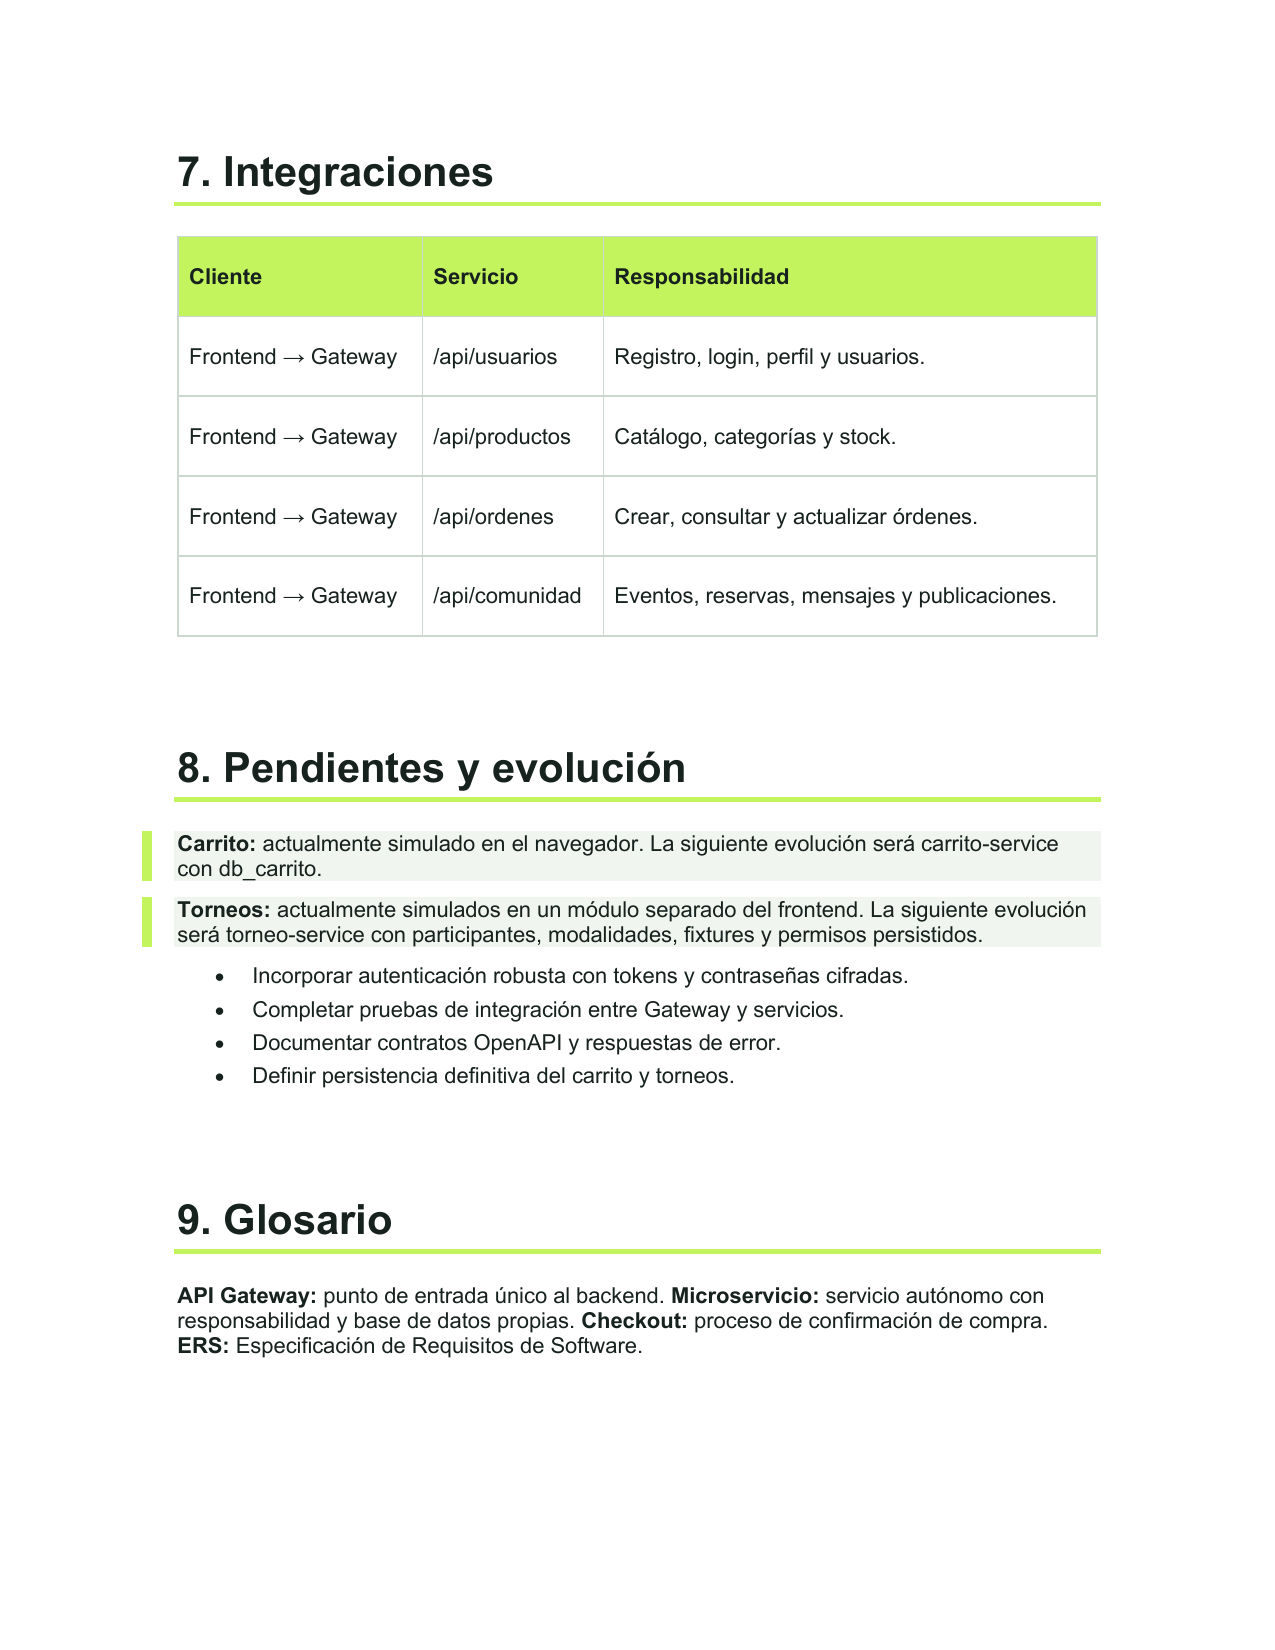 7. Integraciones
Cliente Servicio Responsabilidad
Frontend → Gateway /api/usuarios Registro, login, perfil y usuarios.
Frontend → Gateway /api/productos Catálogo, categorías y stock.
Frontend → Gateway /api/ordenes Crear, consultar y actualizar órdenes.
Frontend → Gateway /api/comunidad Eventos, reservas, mensajes y publicaciones.
8. Pendientes y evolución
Carrito: actualmente simulado en el navegador. La siguiente evolución será carrito-service
con db_carrito.
Torneos: actualmente simulados en un módulo separado del frontend. La siguiente evolución
será torneo-service con participantes, modalidades, fixtures y permisos persistidos.
• Incorporar autenticación robusta con tokens y contraseñas cifradas.
• Completar pruebas de integración entre Gateway y servicios.
• Documentar contratos OpenAPI y respuestas de error.
• Definir persistencia definitiva del carrito y torneos.
9. Glosario
API Gateway: punto de entrada único al backend. Microservicio: servicio autónomo con
responsabilidad y base de datos propias. Checkout: proceso de confirmación de compra.
ERS: Especificación de Requisitos de Software.